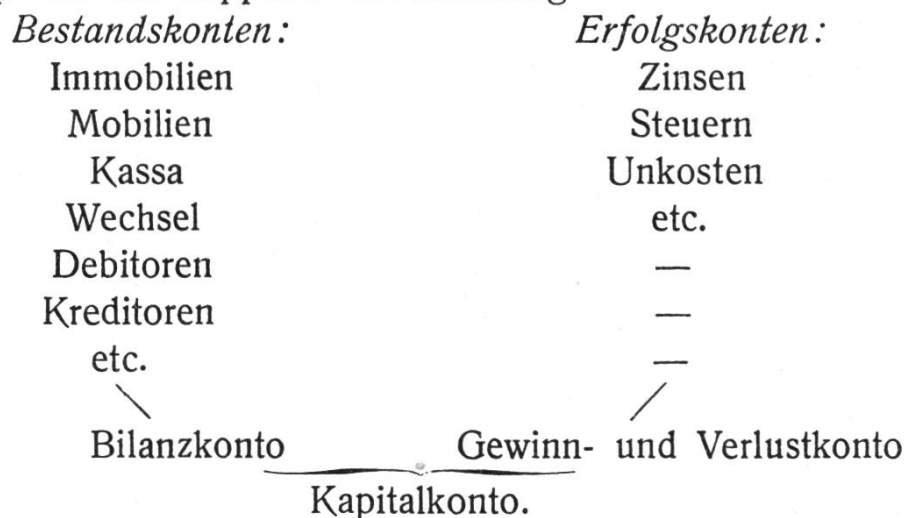 Bestandskonten: Erfolgskonten:
Immobilien Zinsen
Mobilien Steuern
Kassa Unkosten
Wechsel etc.
Debitoren —
Kreditoren —
etc. —
Bilanzkonto Gewinn- und Verlustkonto
Kapitalkonto.